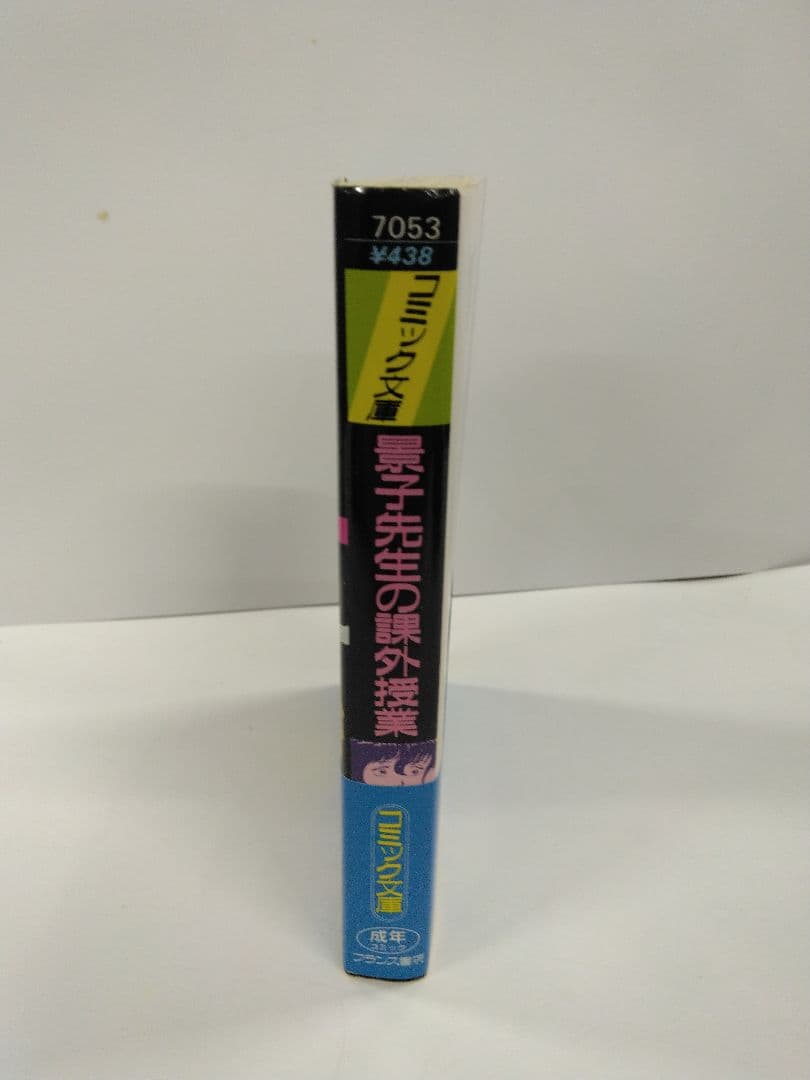 7053
¥438
コミック文庫
景子先生の課外授業
コミック文庫
成年
コミック
フランス書院